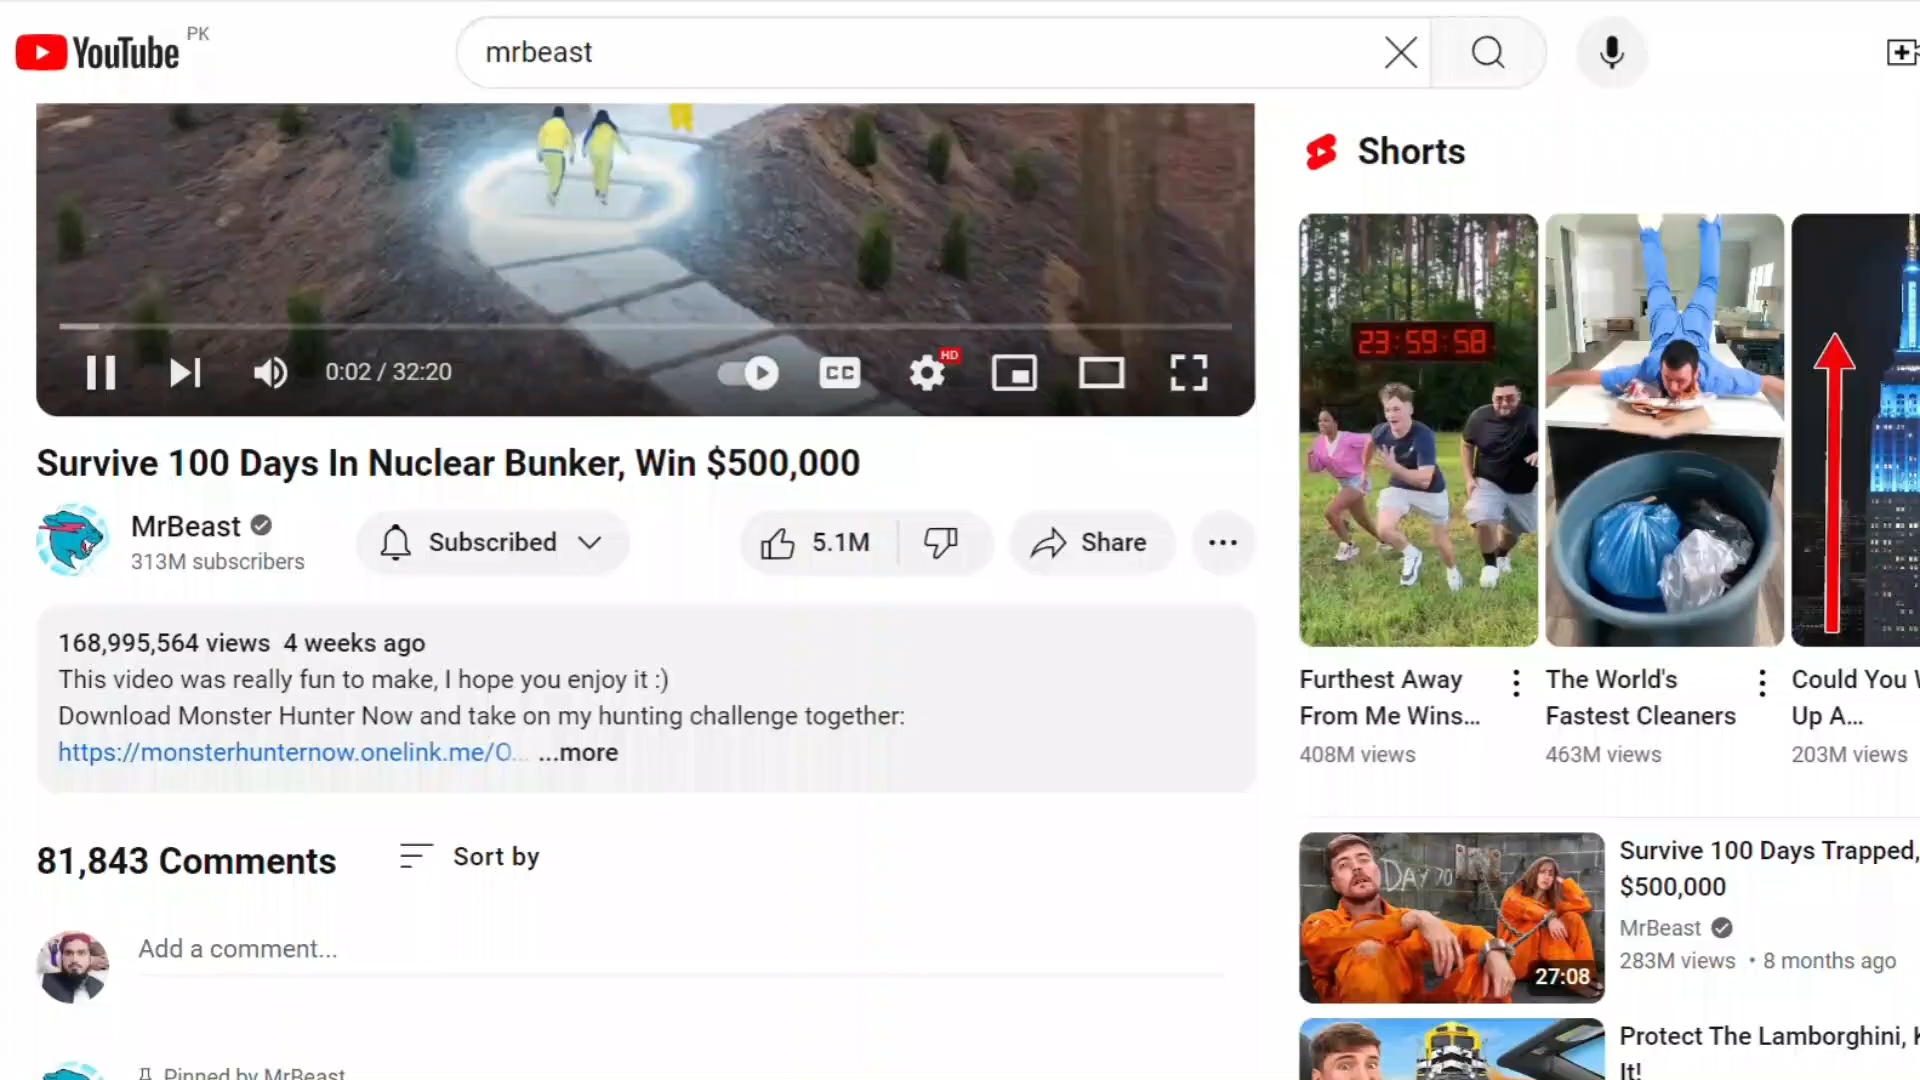 YouTube PK
mrbeast
0:02 / 32:20
CC
HD
Survive 100 Days In Nuclear Bunker, Win $500,000
MrBeast
313M subscribers
Subscribed
5.1M
Share
168,995,564 views 4 weeks ago
This video was really fun to make, I hope you enjoy it :)
Download Monster Hunter Now and take on my hunting challenge together:
https://monsterhunternow.onelink.me/O... ...more
81,843 Comments
Sort by
Add a comment...
Pinned by MrBeast
Shorts
23:59:58
Furthest Away
From Me Wins...
408M views
The World's
Fastest Cleaners
463M views
Could You
Up A...
203M views
DAY 70
27:08
Survive 100 Days Trapped,
$500,000
MrBeast
283M views • 8 months ago
Protect The Lamborghini,
It!